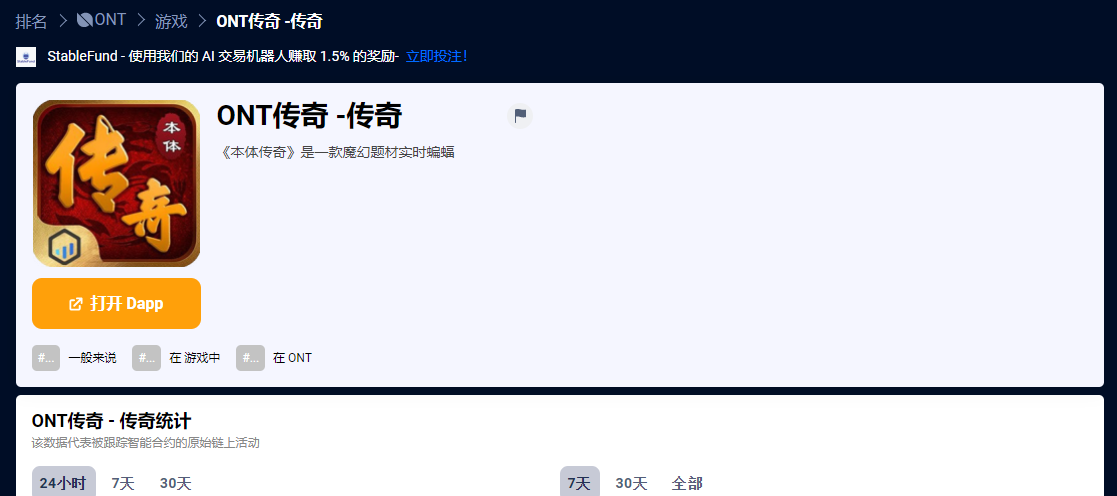 排名 > ONT > 游戏 > ONT传奇 -传奇
StableFund - 使用我们的 AI 交易机器人赚取 1.5% 的奖励- 立即投注！
ONT传奇 -传奇
《本体传奇》是一款魔幻题材实时蝙蝠
本体
传奇
打开 Dapp
#... 一般来说 #... 在 游戏中 #... 在 ONT
ONT传奇 - 传奇统计
该数据代表被跟踪智能合约的原始链上活动
24小时 7天 30天 7天 30天 全部